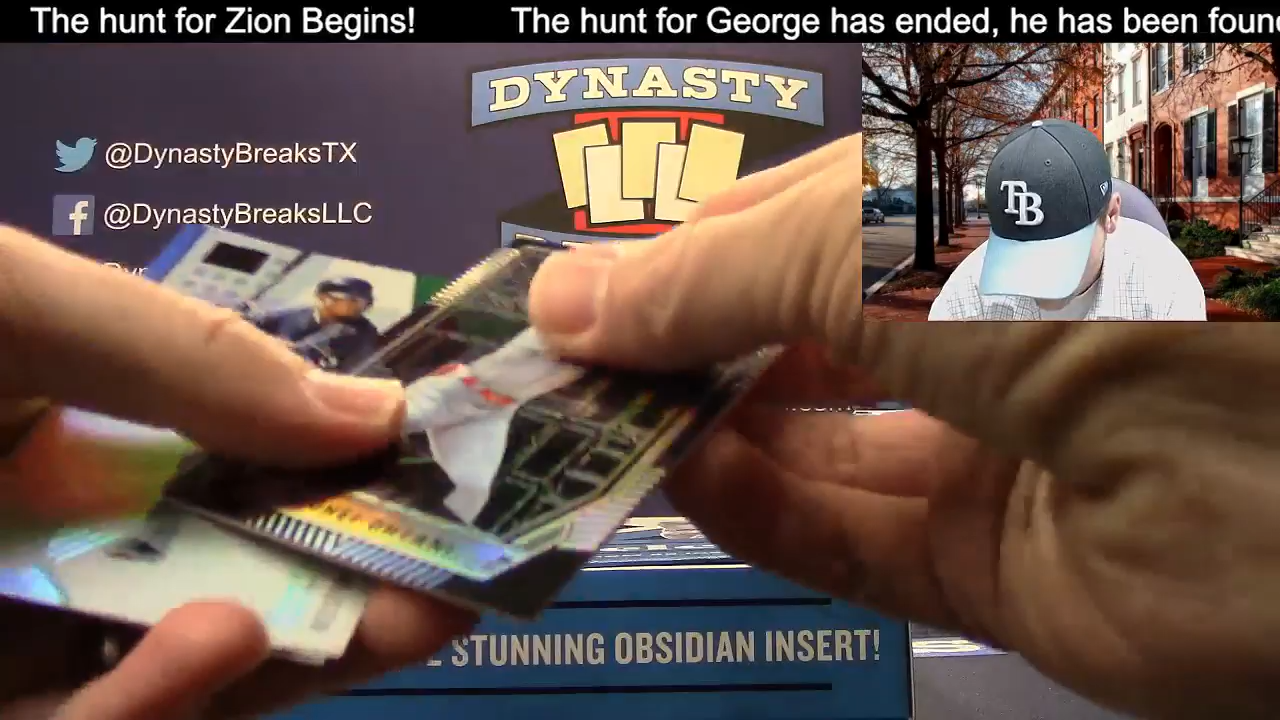 The hunt for Zion Begins! The hunt for George has ended, he has been found
DYNASTY
@DynastyBreaksTX
f @DynastyBreaksLLC
TB
STUNNING OBSIDIAN INSERT!